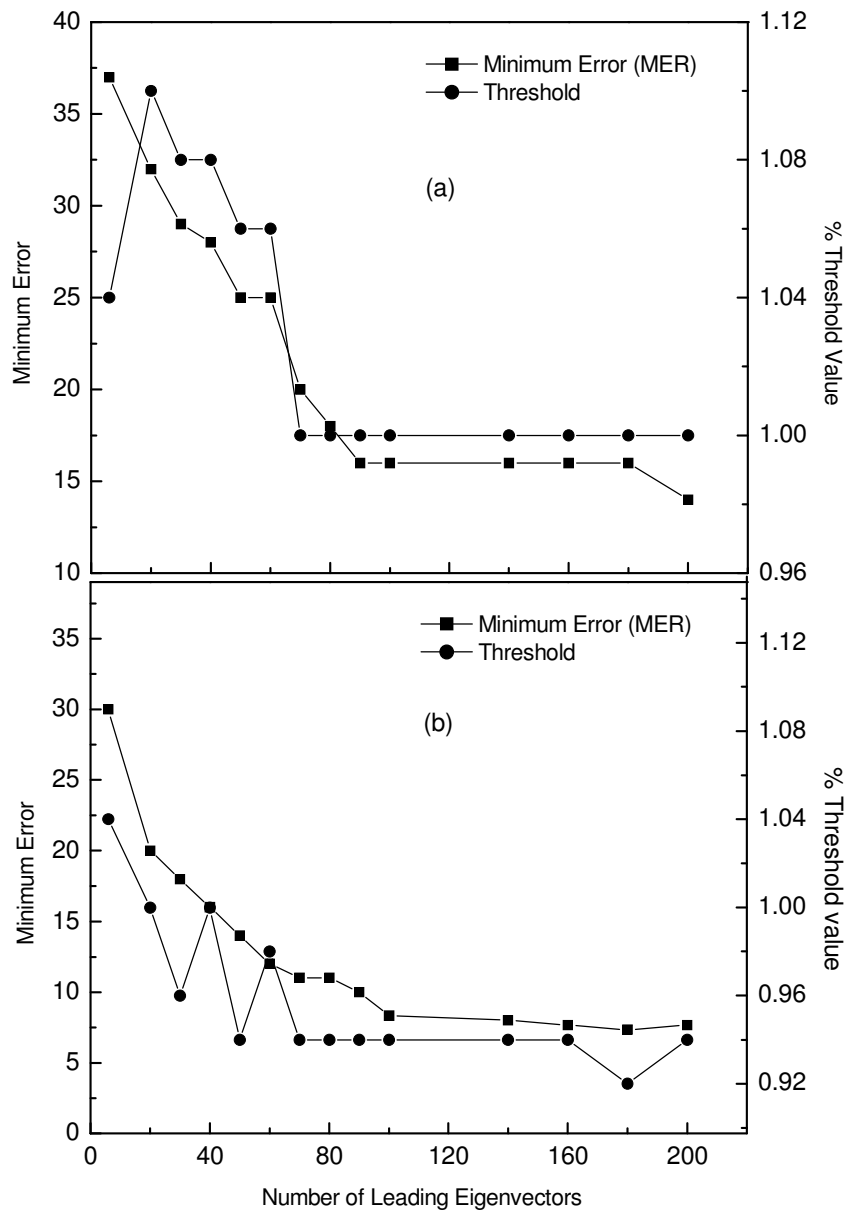 40
35
30
25
20
15
10
Minimum Error
1.12
1.08
1.04
1.00
0.96
% Threshold Value
Minimum Error (MER)
Threshold
(a)
35
30
25
20
15
10
5
0
Minimum Error
1.12
1.08
1.04
1.00
0.96
0.92
% Threshold value
Minimum Error (MER)
Threshold
(b)
0 40 80 120 160 200
Number of Leading Eigenvectors